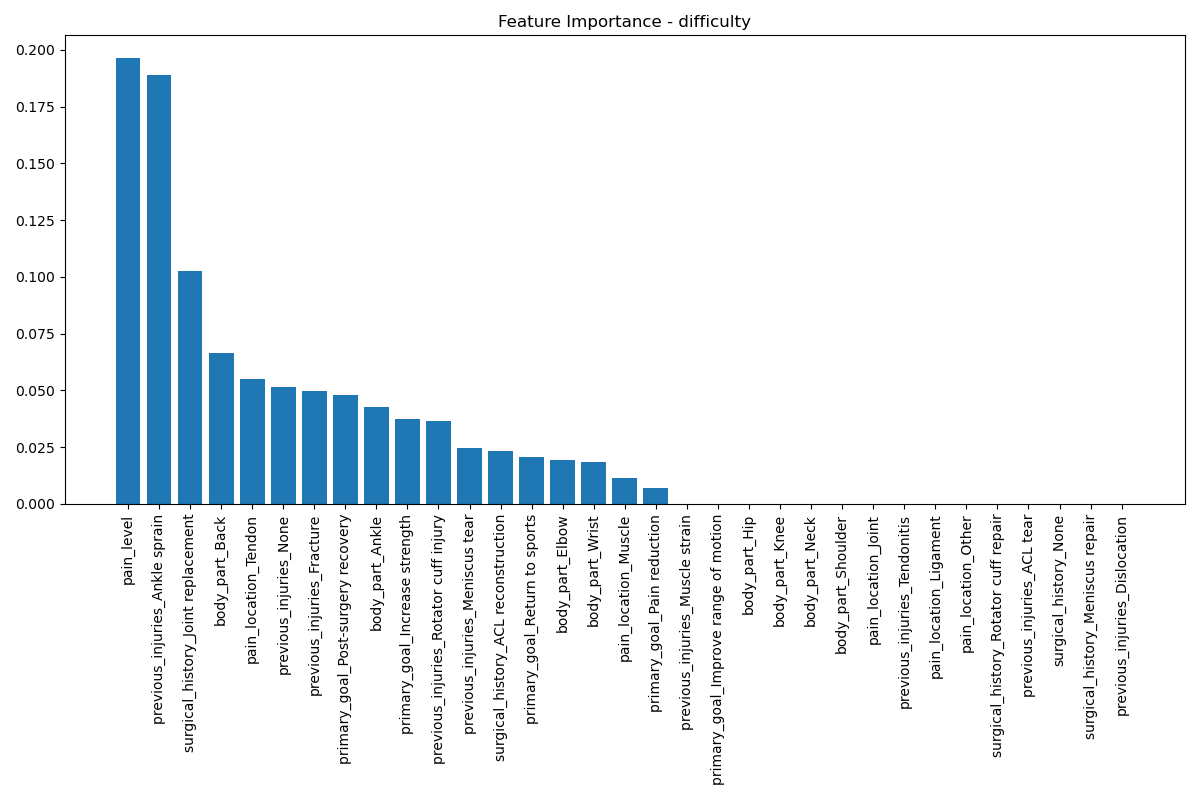 Feature Importance - difficulty
0.200
0.175
0.150
0.125
0.100
0.075
0.050
0.025
0.000
pain_level
previous_injuries_Ankle sprain
surgical_history_Joint replacement
body_part_Back
pain_location_Tendon
previous_injuries_None
previous_injuries_Fracture
primary_goal_Post-surgery recovery
body_part_Ankle
primary_goal_Increase strength
previous_injuries_Rotator cuff injury
previous_injuries_Meniscus tear
surgical_history_ACL reconstruction
primary_goal_Return to sports
body_part_Elbow
body_part_Wrist
pain_location_Muscle
primary_goal_Pain reduction
previous_injuries_Muscle strain
primary_goal_Improve range of motion
body_part_Hip
body_part_Knee
body_part_Neck
body_part_Shoulder
pain_location_Joint
previous_injuries_Tendonitis
pain_location_Ligament
pain_location_Other
surgical_history_Rotator cuff repair
previous_injuries_ACL tear
surgical_history_None
surgical_history_Meniscus repair
previous_injuries_Dislocation